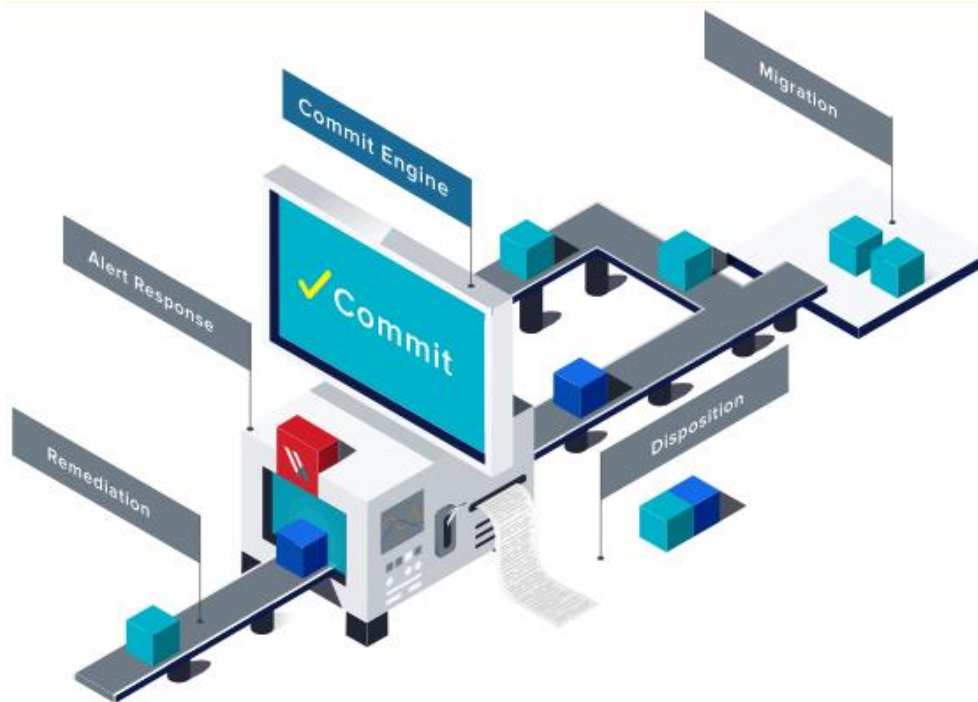 Migration
Commit Engine
Alert Response
✓Commit
Disposition
Remediation